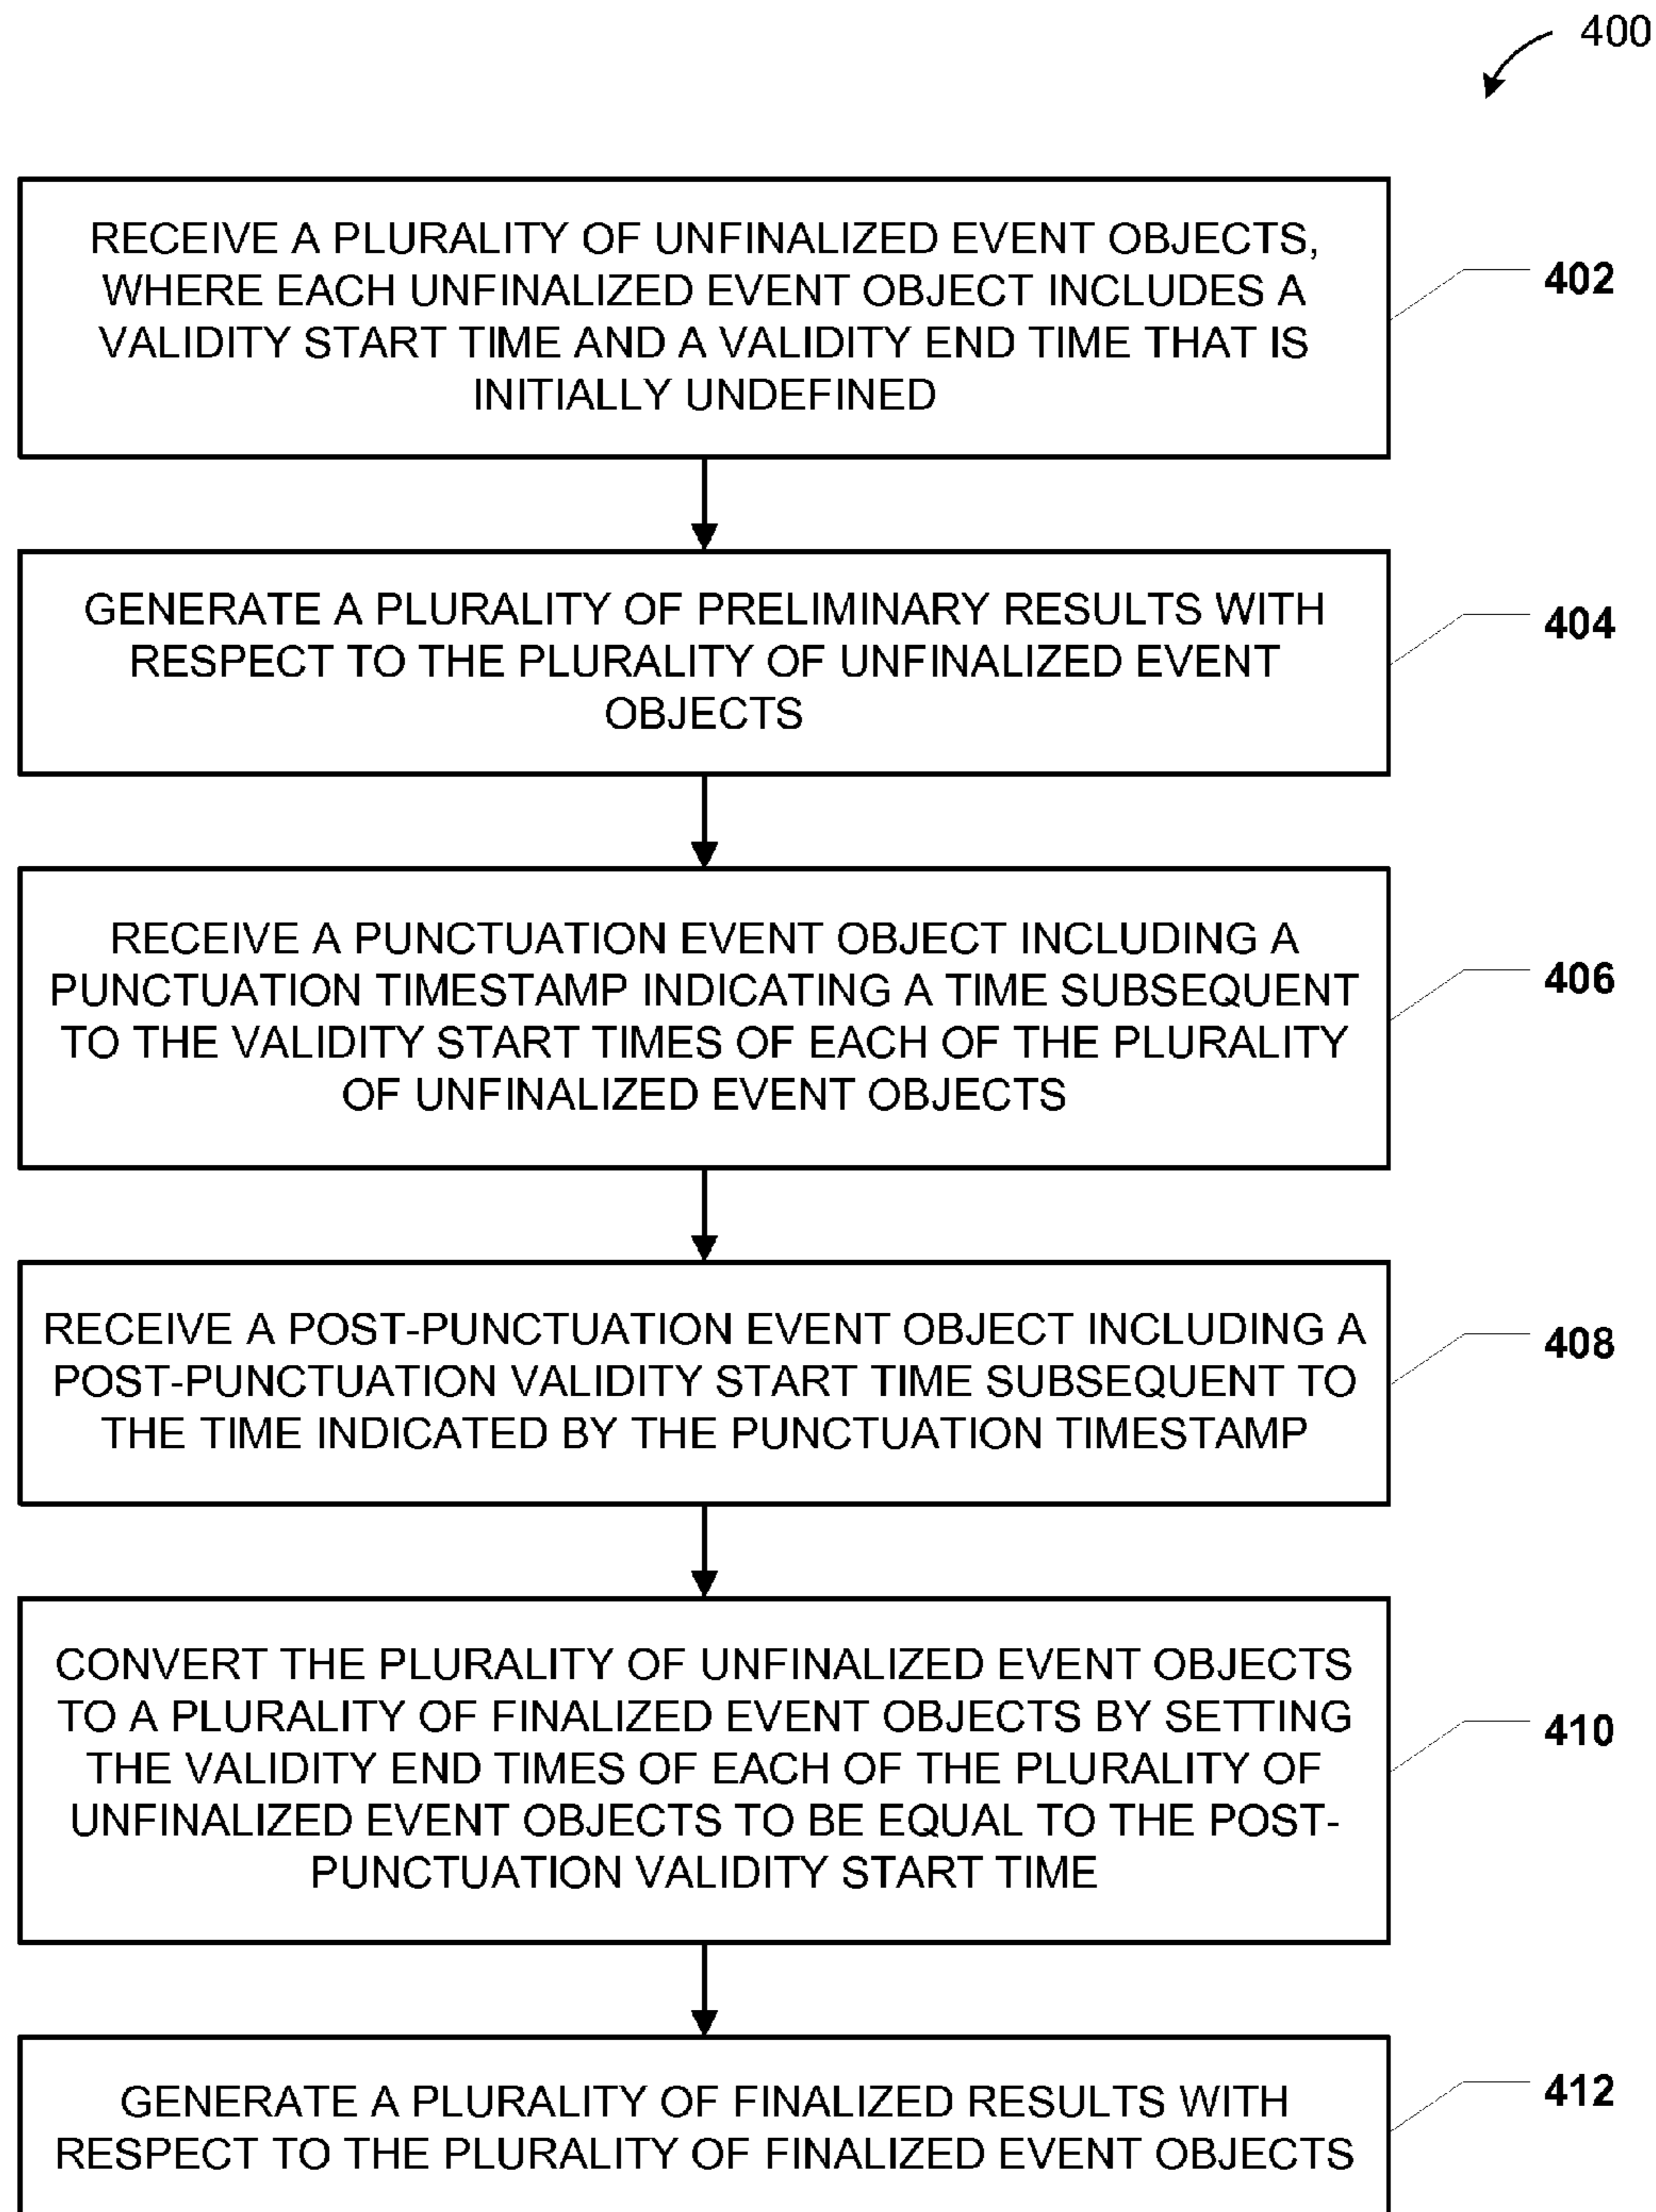 400
RECEIVE A PLURALITY OF UNFINALIZED EVENT OBJECTS,
WHERE EACH UNFINALIZED EVENT OBJECT INCLUDES A
VALIDITY START TIME AND A VALIDITY END TIME THAT IS
INITIALLY UNDEFINED
402
GENERATE A PLURALITY OF PRELIMINARY RESULTS WITH
RESPECT TO THE PLURALITY OF UNFINALIZED EVENT
OBJECTS
404
RECEIVE A PUNCTUATION EVENT OBJECT INCLUDING A
PUNCTUATION TIMESTAMP INDICATING A TIME SUBSEQUENT
TO THE VALIDITY START TIMES OF EACH OF THE PLURALITY
OF UNFINALIZED EVENT OBJECTS
406
RECEIVE A POST-PUNCTUATION EVENT OBJECT INCLUDING A
POST-PUNCTUATION VALIDITY START TIME SUBSEQUENT TO
THE TIME INDICATED BY THE PUNCTUATION TIMESTAMP
408
CONVERT THE PLURALITY OF UNFINALIZED EVENT OBJECTS
TO A PLURALITY OF FINALIZED EVENT OBJECTS BY SETTING
THE VALIDITY END TIMES OF EACH OF THE PLURALITY OF
UNFINALIZED EVENT OBJECTS TO BE EQUAL TO THE POST-
PUNCTUATION VALIDITY START TIME
410
GENERATE A PLURALITY OF FINALIZED RESULTS WITH
RESPECT TO THE PLURALITY OF FINALIZED EVENT OBJECTS
412